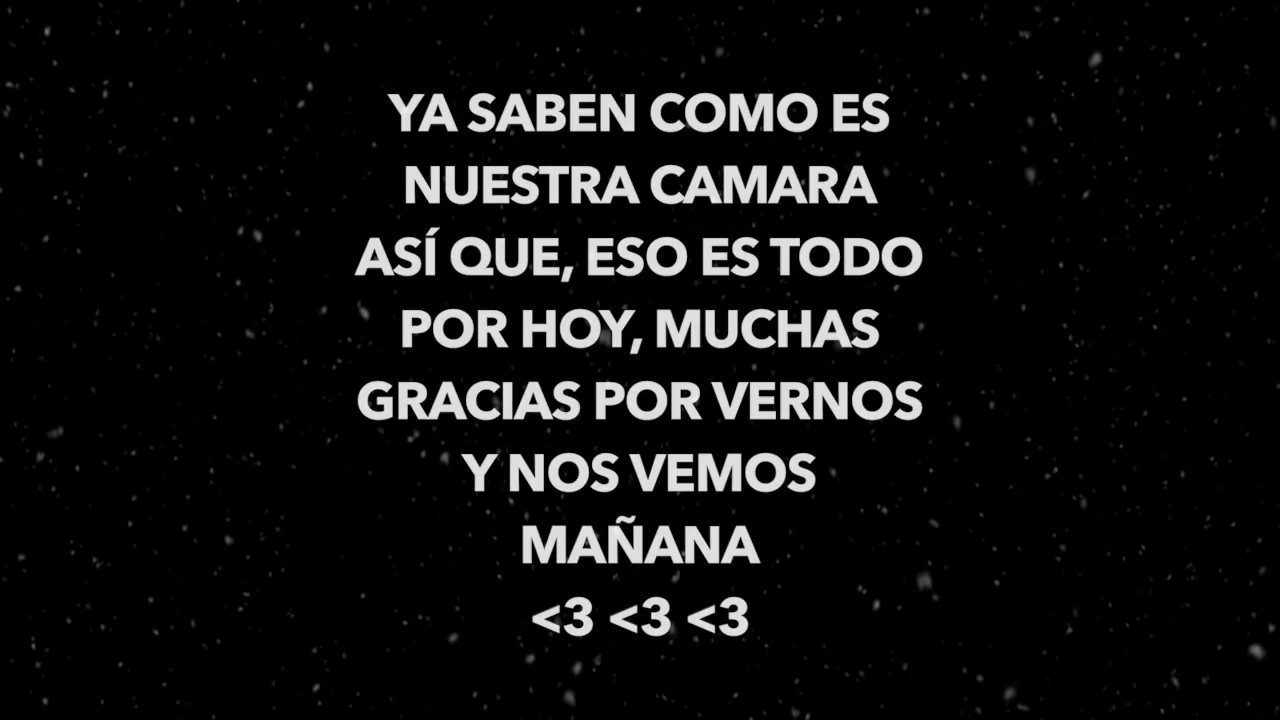 YA SABEN COMO ES
NUESTRA CAMARA
ASÍ QUE, ESO ES TODO
POR HOY, MUCHAS
GRACIAS POR VERNOS
Y NOS VEMOS
MAÑANA
<3 <3 <3